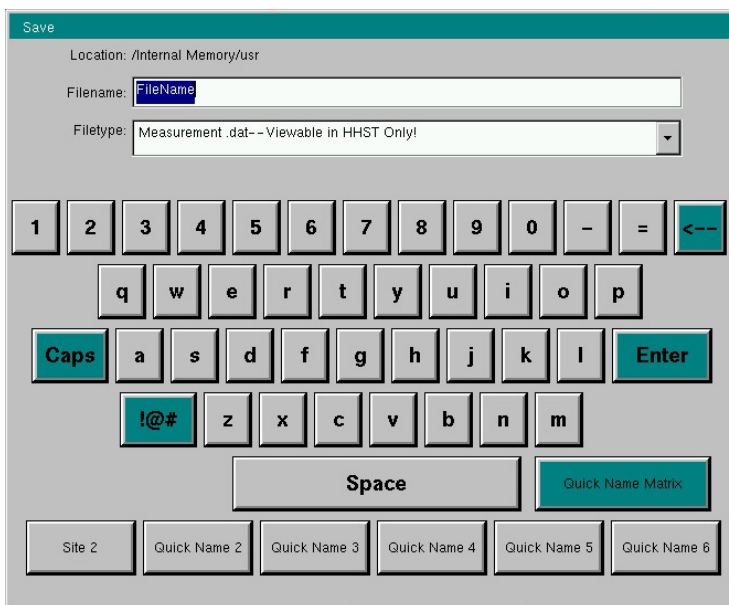 Save
Location: /Internal Memory/usr
Filename: FileName
Filetype: Measurement .dat--Viewable in HHST Only!
1 2 3 4 5 6 7 8 9 0 - = <--
q w e r t y u i o p
Caps a s d f g h j k l Enter
!@# z x c v b n m
Space Quick Name Matrix
Site 2 Quick Name 2 Quick Name 3 Quick Name 4 Quick Name 5 Quick Name 6